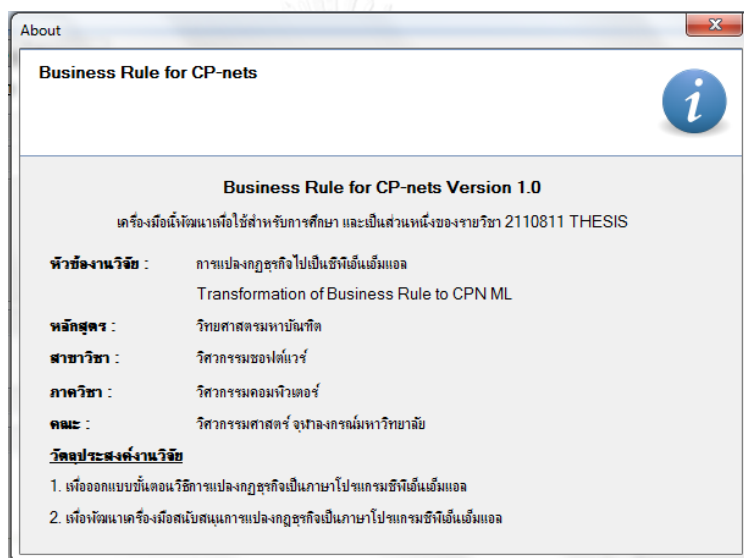 About
Business Rule for CP-nets
Business Rule for CP-nets Version 1.0
เครื่องมือนี้พัฒนาเพื่อใช้สำหรับการศึกษา และเป็นส่วนหนึ่งของรายวิชา 2110811 THESIS
หัวข้องานวิจัย : การแปลงกฎธุรกิจไปเป็นซีพีเอ็นเอ็มแอล
Transformation of Business Rule to CPN ML
หลักสูตร : วิทยาศาสตรมหาบัณฑิต
สาขาวิชา : วิศวกรรมซอฟต์แวร์
ภาควิชา : วิศวกรรมคอมพิวเตอร์
คณะ : วิศวกรรมศาสตร์ จุฬาลงกรณ์มหาวิทยาลัย
วัตถุประสงค์งานวิจัย
1. เพื่อออกแบบขั้นตอนวิธีการแปลงกฎธุรกิจเป็นภาษาโปรแกรมซีพีเอ็นเอ็มแอล
2. เพื่อพัฒนาเครื่องมือสนับสนุนการแปลงกฎธุรกิจเป็นภาษาโปรแกรมซีพีเอ็นเอ็มแอล